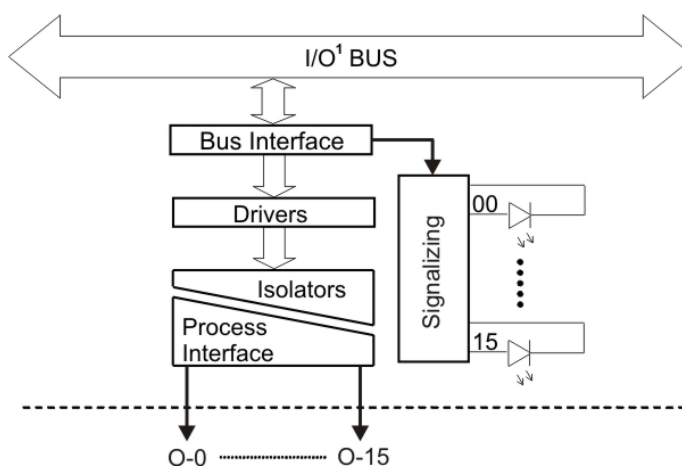 I/O¹ BUS
Bus Interface
Drivers
Isolators
Process
Interface
Signalizing
00
15
O-0
O-15